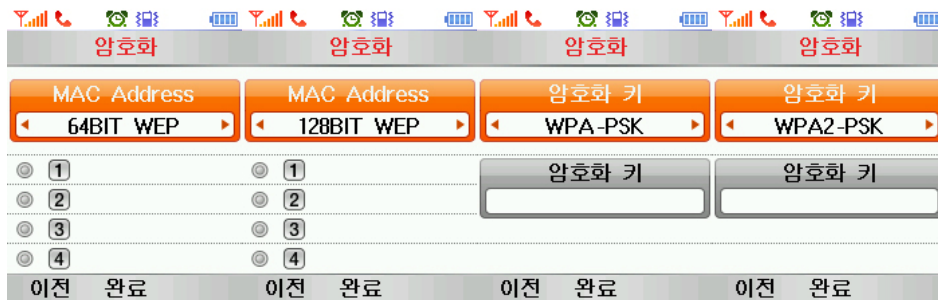 암호화 암호화 암호화 암호화
MAC Address MAC Address 암호화 키 암호화 키
64BIT WEP 128BIT WEP WPA-PSK WPA2-PSK
1 1 암호화 키 암호화 키
2 2
3 3
4 4
이전 완료 이전 완료 이전 완료 이전 완료